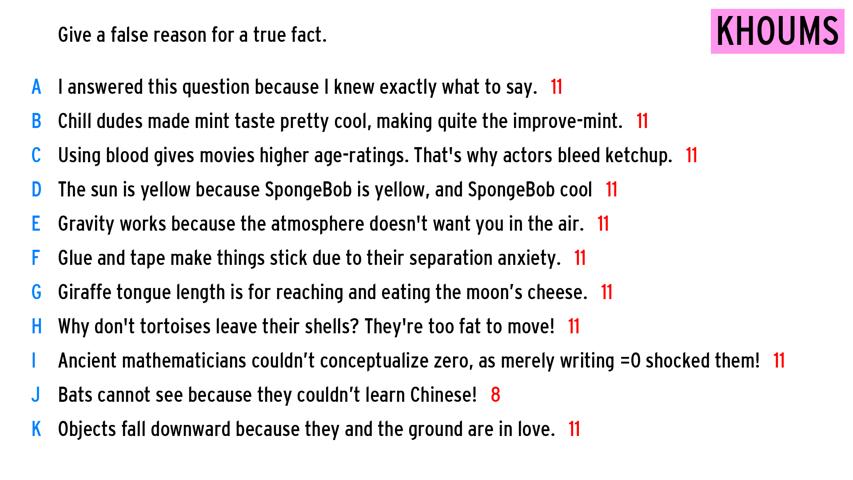 Give a false reason for a true fact.
KHOUMS
A I answered this question because I knew exactly what to say. 11
B Chill dudes made mint taste pretty cool, making quite the improve-mint. 11
C Using blood gives movies higher age-ratings. That's why actors bleed ketchup. 11
D The sun is yellow because SpongeBob is yellow, and SpongeBob cool 11
E Gravity works because the atmosphere doesn't want you in the air. 11
F Glue and tape make things stick due to their separation anxiety. 11
G Giraffe tongue length is for reaching and eating the moon’s cheese. 11
H Why don't tortoises leave their shells? They're too fat to move! 11
I Ancient mathematicians couldn’t conceptualize zero, as merely writing =0 shocked them! 11
J Bats cannot see because they couldn’t learn Chinese! 8
K Objects fall downward because they and the ground are in love. 11